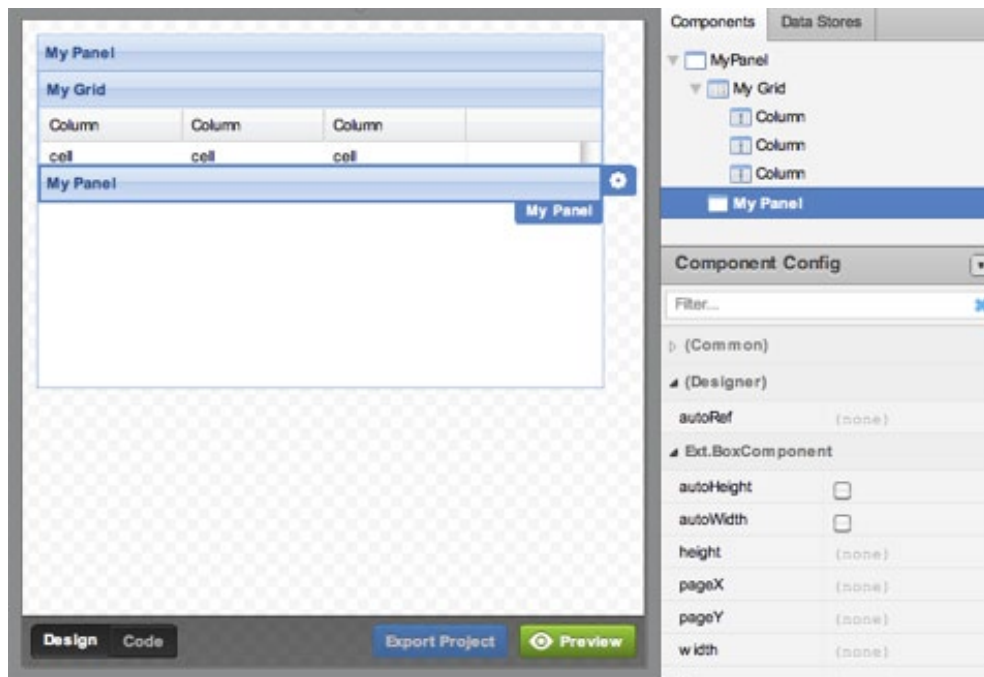 My Panel
My Grid
Column Column Column
cell cell cell
My Panel
My Panel
Design Code Export Project Preview
Components Data Stores
MyPanel
My Grid
Column
Column
Column
My Panel
Component Config
Filter...
(Common)
(Designer)
autoRef (none)
Ext.BoxComponent
autoHeight
autoWidth
height (none)
pageX (none)
pageY (none)
width (none)